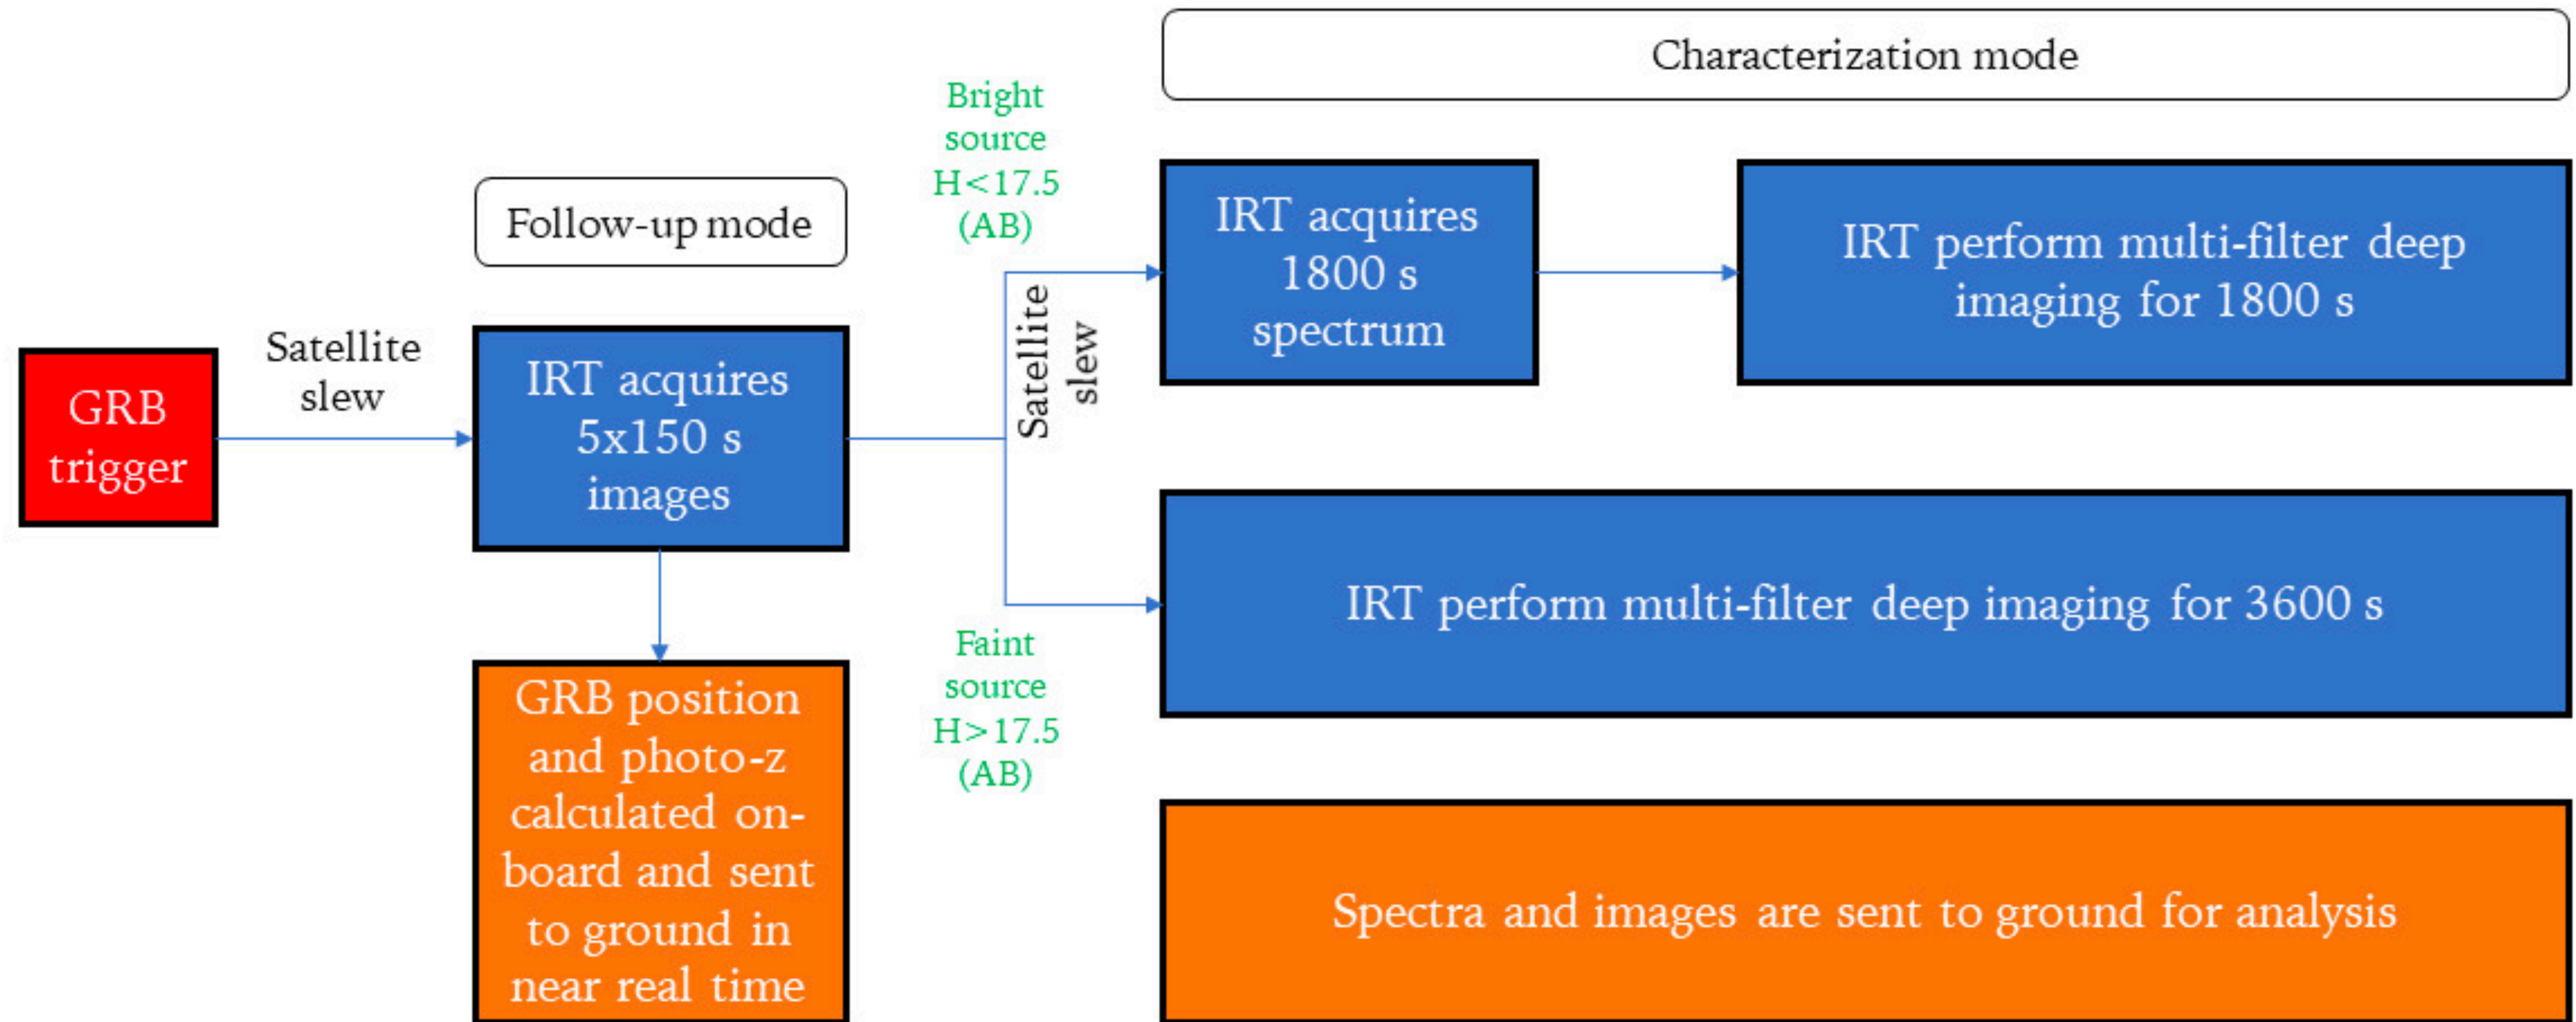 GRB
trigger
Satellite
slew
Follow-up mode
IRT acquires
5x150 s
images
GRB position
and photo-z
calculated on-
board and sent
to ground in
near real time
Bright
source
H<17.5
(AB)
Satellite
slew
Faint
source
H>17.5
(AB)
Characterization mode
IRT acquires
1800 s
spectrum
IRT perform multi-filter deep
imaging for 1800 s
IRT perform multi-filter deep imaging for 3600 s
Spectra and images are sent to ground for analysis